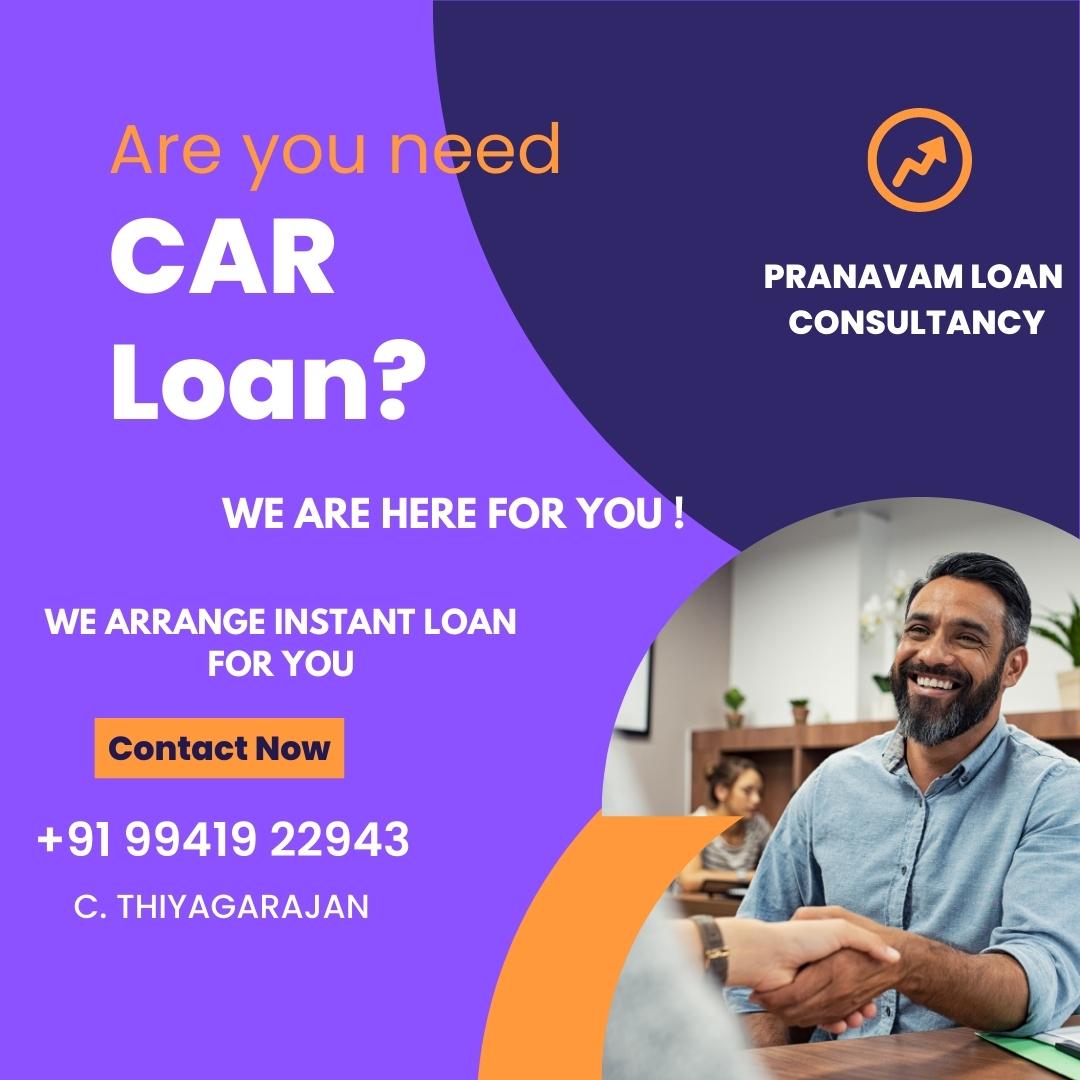 Are you need
CAR
Loan?
PRANAVAM LOAN
CONSULTANCY
WE ARE HERE FOR YOU !
WE ARRANGE INSTANT LOAN
FOR YOU
Contact Now
+91 99419 22943
C. THIYAGARAJAN